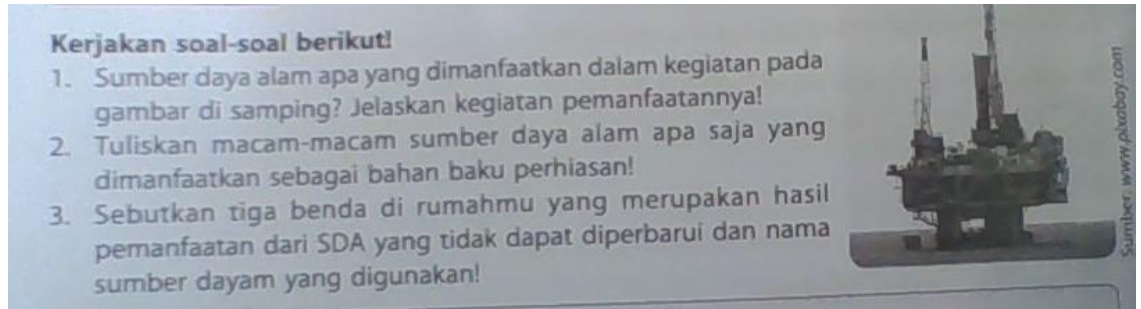 Kerjakan soal-soal berikut!
1. Sumber daya alam apa yang dimanfaatkan dalam kegiatan pada
gambar di samping? Jelaskan kegiatan pemanfaatannya!
2. Tuliskan macam-macam sumber daya alam apa saja yang
dimanfaatkan sebagai bahan baku perhiasan!
3. Sebutkan tiga benda di rumahmu yang merupakan hasil
pemanfaatan dari SDA yang tidak dapat diperbarui dan nama
sumber dayam yang digunakan!
Sumber: www.pixabay.com